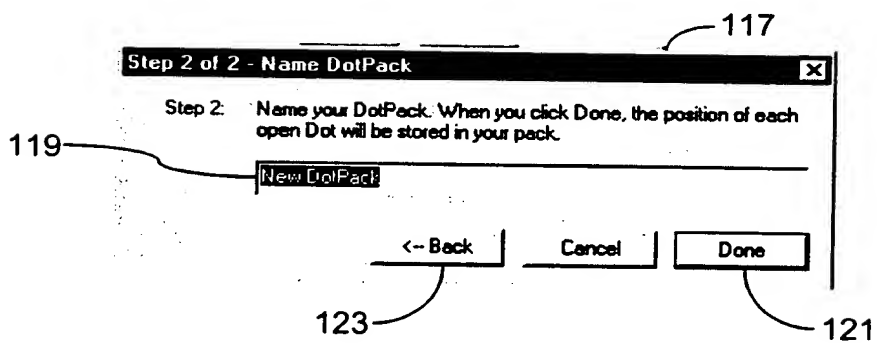 117
Step 2 of 2 - Name DotPack
Step 2: Name your DotPack. When you click Done, the position of each
open Dot will be stored in your pack.
119
New DotPack
<-- Back Cancel Done
123
121